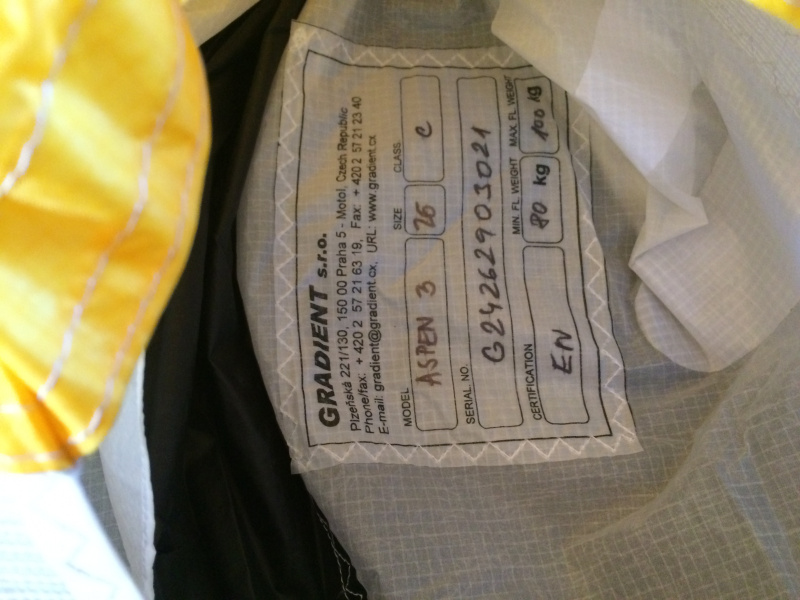 GRADIENT s.r.o.
Plzeňská 221/130, 150 00 Praha 5 - Motol, Czech Republic
Phone/fax: + 420 2 57 21 63 19, Fax: + 420 2 57 21 23 40
E-mail: gradient@gradient.cx, URL: www.gradient.cx
MODEL SIZE CLASS
ASPEN 3 26 C
SERIAL NO.
G24262903021
CERTIFICATION MIN. FL. WEIGHT MAX. FL. WEIGHT
EN 80 kg 100 kg